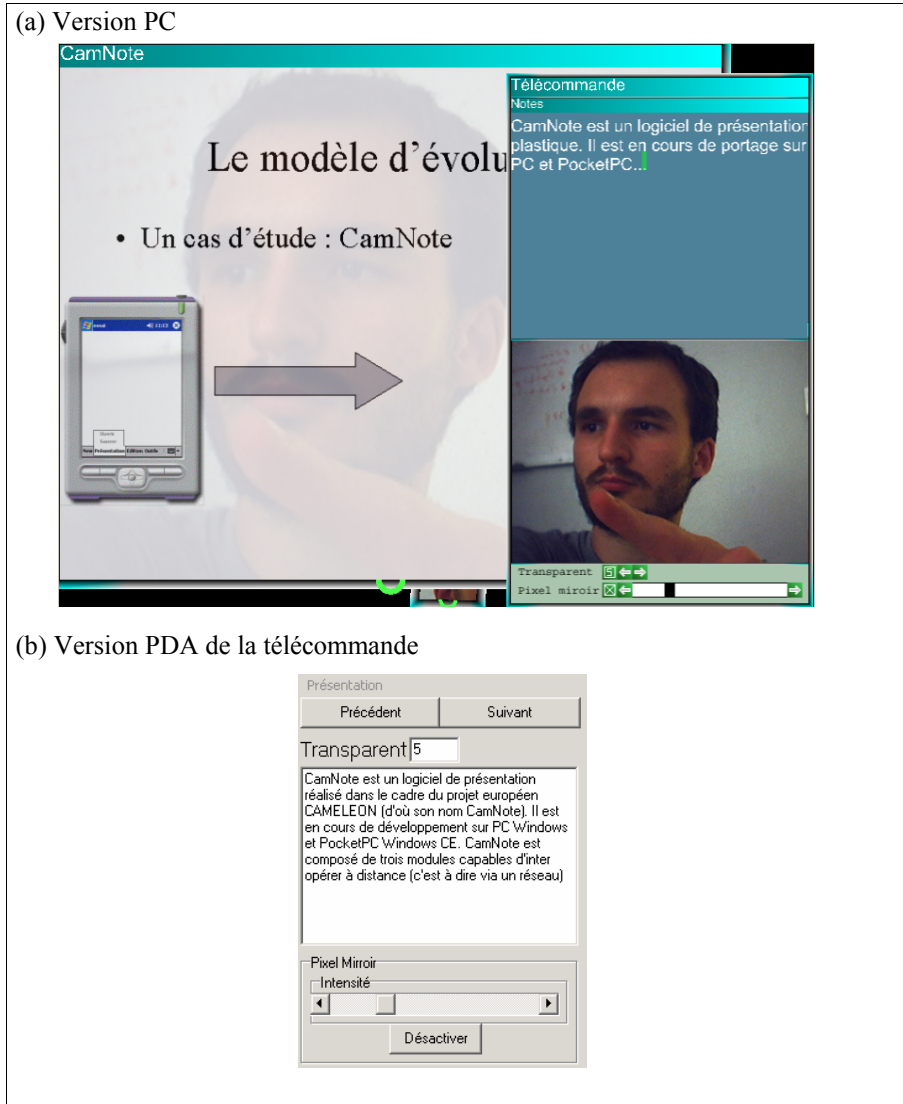 (a) Version PC
CamNote
Le modèle d'évolu
• Un cas d'étude : CamNote
Télécommande
Notes
CamNote est un logiciel de présentation
plastique. Il est en cours de portage sur
PC et PocketPC...
Transparent 5
Pixel miroir
(b) Version PDA de la télécommande
Présentation
Précédent Suivant
Transparent 5
CamNote est un logiciel de présentation
réalisé dans le cadre du projet européen
CAMELEON (d'où son nom CamNote). Il est
en cours de développement sur PC Windows
et PocketPC Windows CE. CamNote est
composé de trois modules capables d'inter
opérer à distance (c'est à dire via un réseau)
Pixel Mirroir
Intensité
Désactiver